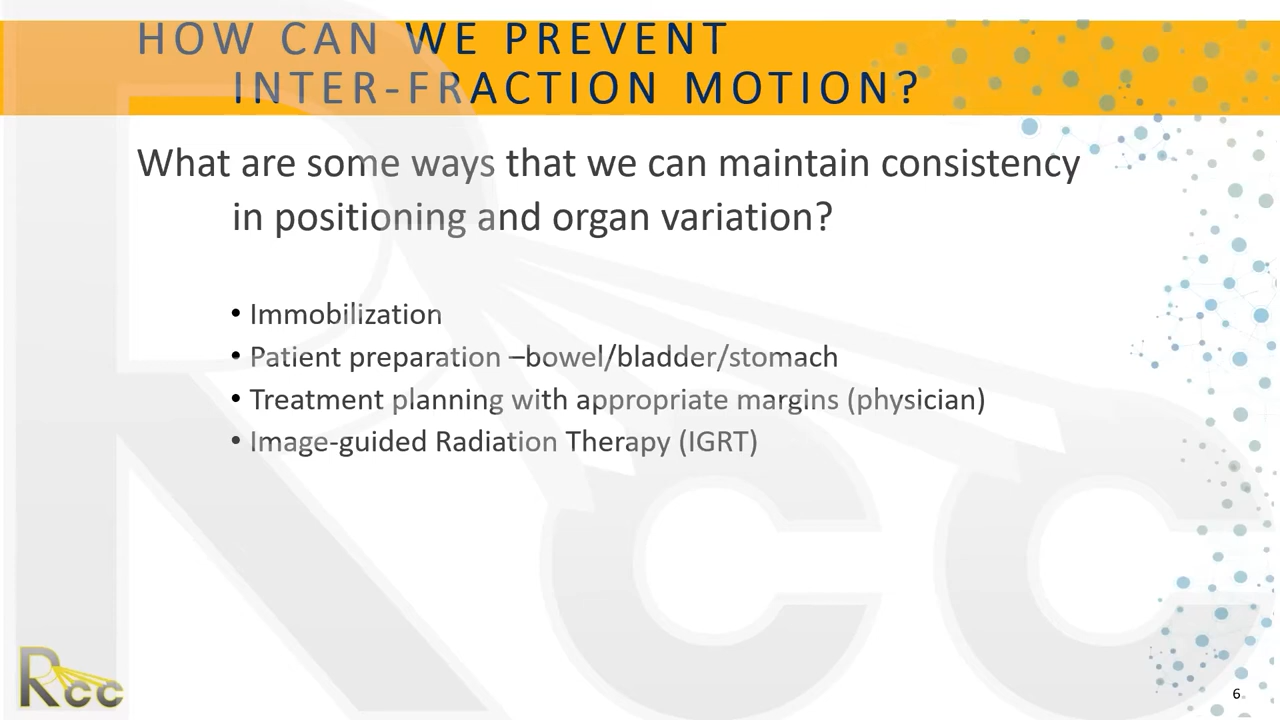 HOW CAN WE PREVENT
INTER-FRACTION MOTION?
What are some ways that we can maintain consistency
in positioning and organ variation?
• Immobilization
• Patient preparation –bowel/bladder/stomach
• Treatment planning with appropriate margins (physician)
• Image-guided Radiation Therapy (IGRT)
Rcc
Rcc
6